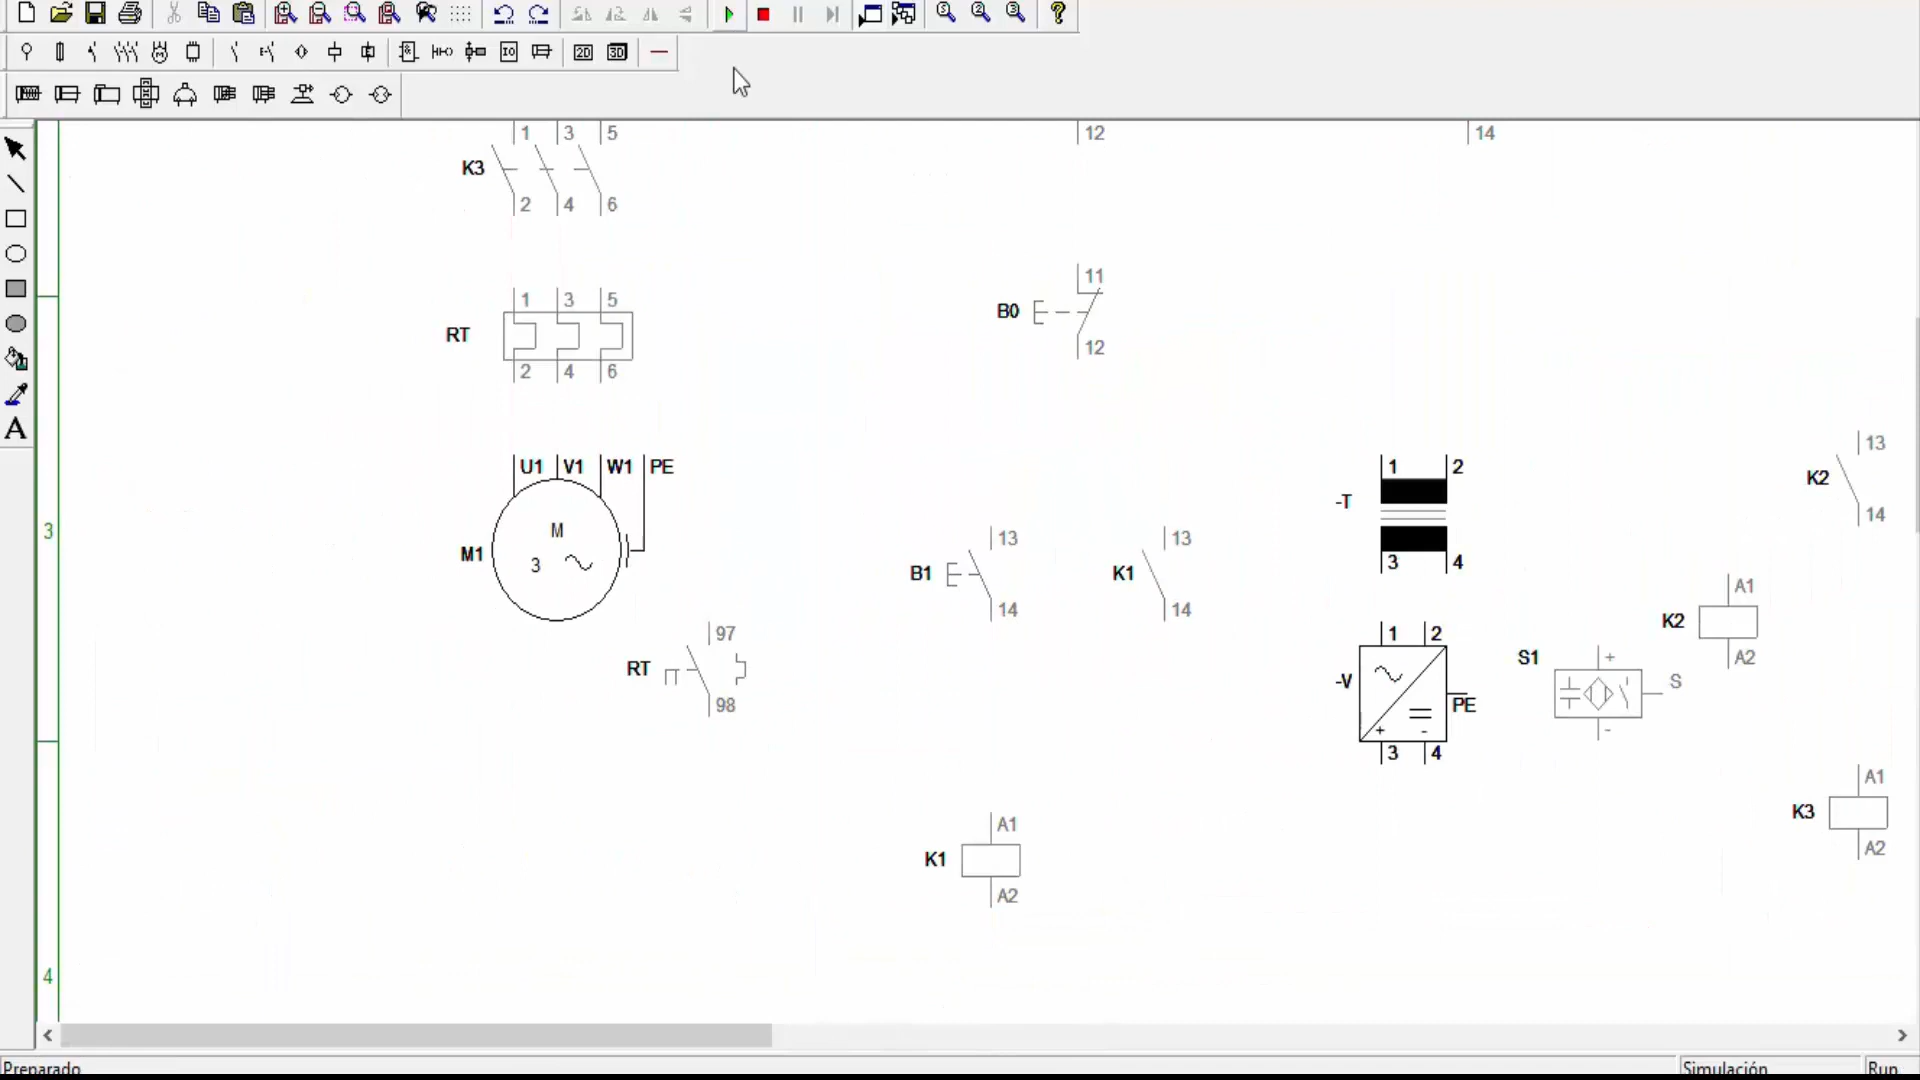 2D 3D
1 3 5 12 14
K3
2 4 6
11
B0
12
1 3 5
RT
2 4 6
13
K2
14
U1 V1 W1 PE
1 2
-T
3 4
M
3
M1
3
13
B1
14
13
K1
14
A1
K2
A2
97
RT
98
1 2
-V
PE
+ -
3 4
S1
+
S
-
A1
K3
A2
A1
K1
A2
4
A
Preparado
Simulación
Run